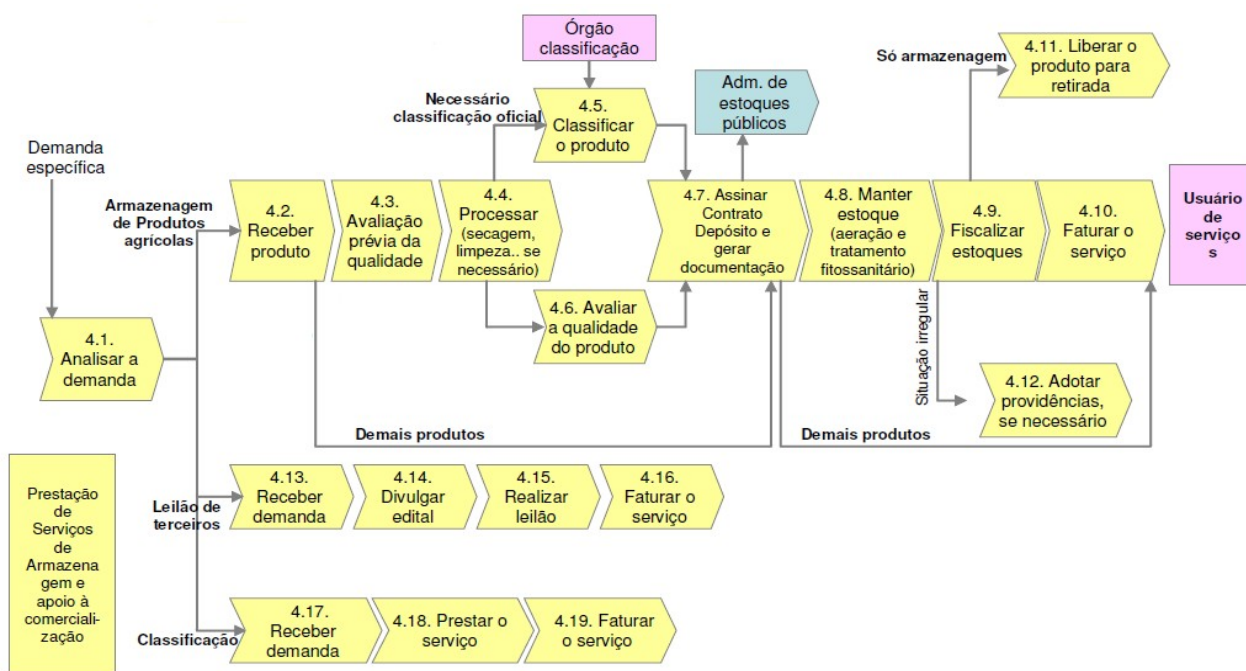 Órgão
classificação
4.11. Liberar o
produto para
retirada
Só armazenagem
Necessário
classificação oficial
4.5.
Classificar
o produto
Adm. de
estoques
públicos
Demanda
específica
Armazenagem
de Produtos
agrícolas
4.2.
Receber
produto
4.3.
Avaliação
prévia da
qualidade
4.4.
Processar
(secagem,
limpeza.. se
necessário)
4.7. Assinar
Contrato
Depósito e
gerar
documentação
4.8. Manter
estoque
(aeração e
tratamento
fitossanitário)
4.9.
Fiscalizar
estoques
4.10.
Faturar o
serviço
Usuário
de
serviço
s
4.6. Avaliar
a qualidade
do produto
4.1.
Analisar a
demanda
Situação irregular
4.12. Adotar
providências,
se necessário
Demais produtos
Demais produtos
Prestação
de
Serviços
de
Armazena
gem e
apoio à
comerciali-
zação
Leilão de
terceiros
4.13.
Receber
demanda
4.14.
Divulgar
edital
4.15.
Realizar
leilão
4.16.
Faturar o
serviço
Classificação
4.17.
Receber
demanda
4.18. Prestar o
serviço
4.19. Faturar
o serviço